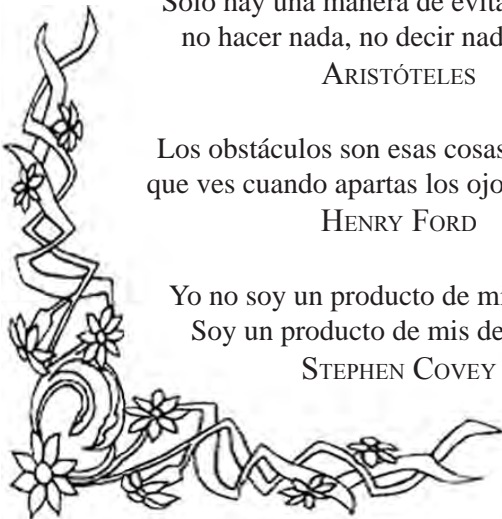 Sólo hay una manera de evita
no hacer nada, no decir nad
ARISTÓTELES
Los obstáculos son esas cosas
que ves cuando apartas los ojo
HENRY FORD
Yo no soy un producto de mi
Soy un producto de mis de
STEPHEN COVEY